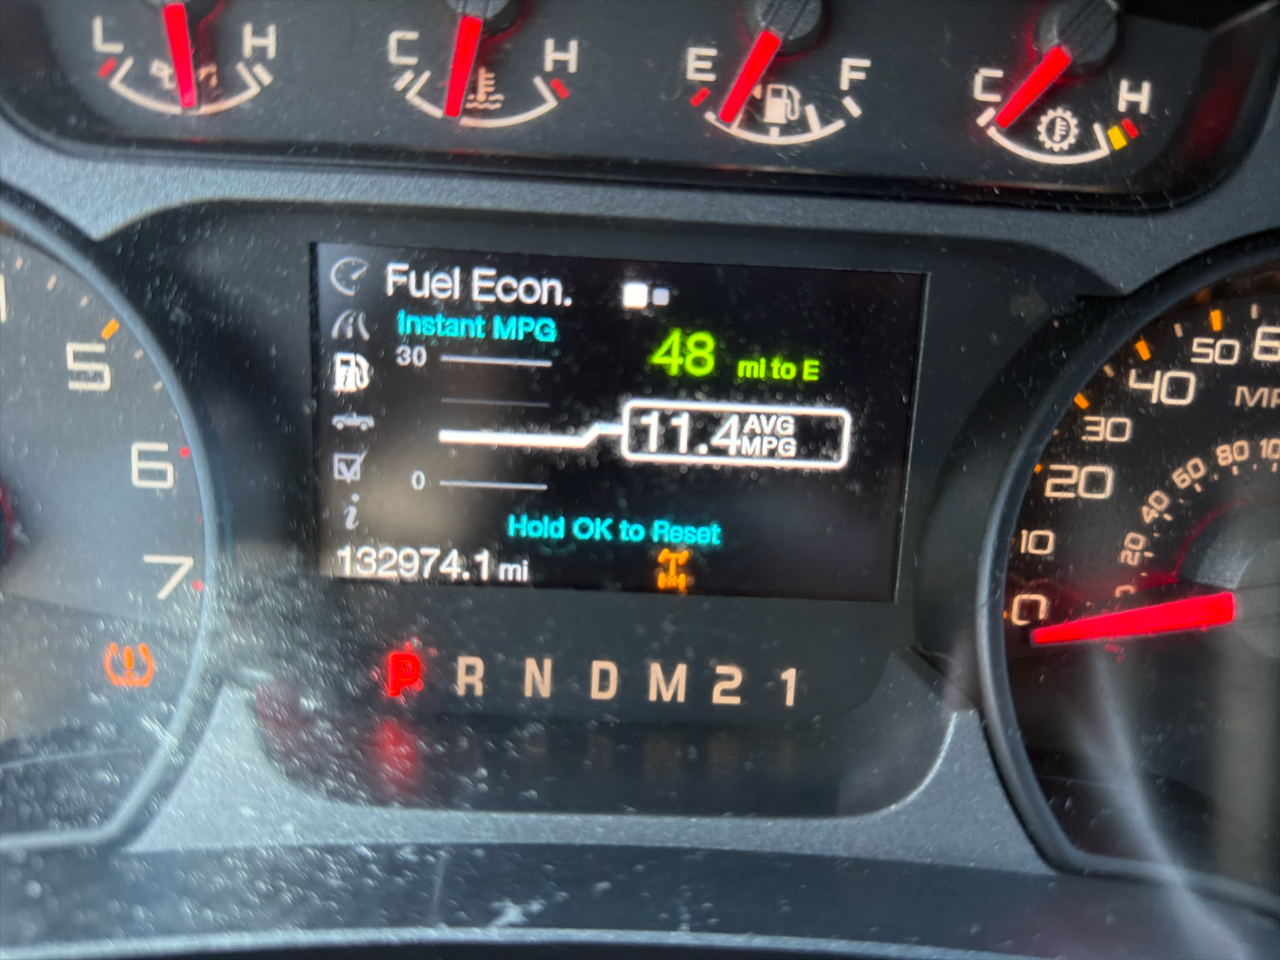 L H C H E F C H
Fuel Econ.
Instant MPG
30
48 mi to E
11.4 AVG MPG
0
Hold OK to Reset
132974.1 mi
P R N D M 2 1
5
6
7
0
10
20
30
40
50
20
40
60
80